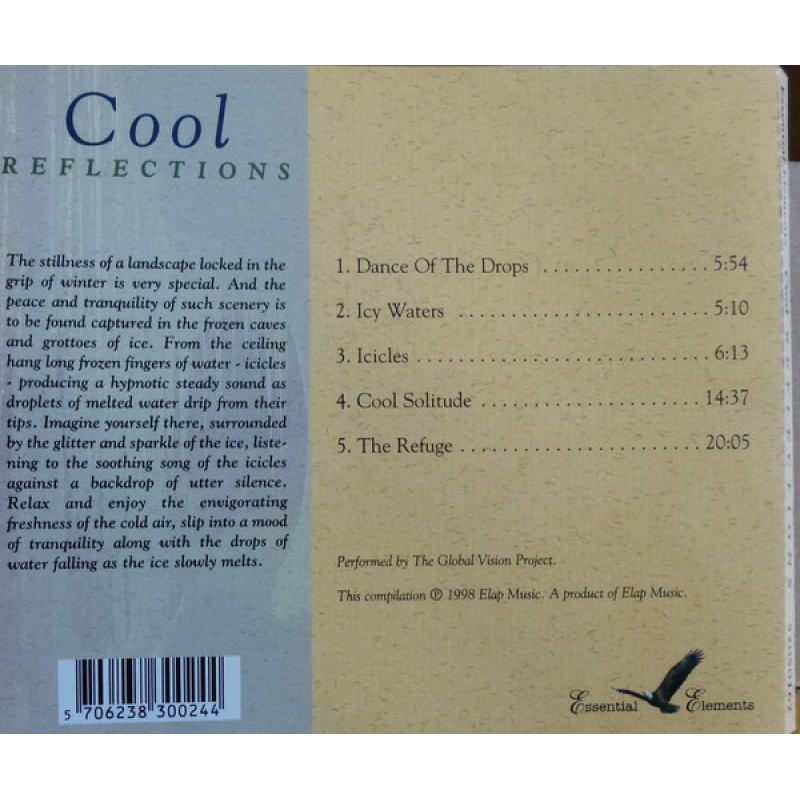 Cool
REFLECTIONS
The stillness of a landscape locked in the
grip of winter is very special. And the
peace and tranquility of such scenery is
to be found captured in the frozen caves
and grottoes of ice. From the ceiling
hang long frozen fingers of water - icicles
- producing a hypnotic steady sound as
droplets of melted water drip from their
tips. Imagine yourself there, surrounded
by the glitter and sparkle of the ice, liste-
ning to the soothing song of the icicles
against a backdrop of utter silence.
Relax and enjoy the envigorating
freshness of the cold air, slip into a mood
of tranquility along with the drops of
water falling as the ice slowly melts.
5 706238 300244
1. Dance Of The Drops ................ 5:54
2. Icy Waters ........................ 5:10
3. Icicles ............................ 6:13
4. Cool Solitude ..................... 14:37
5. The Refuge ....................... 20:05
Performed by The Global Vision Project.
This compilation ℗ 1998 Elap Music. A product of Elap Music.
Essential Elements